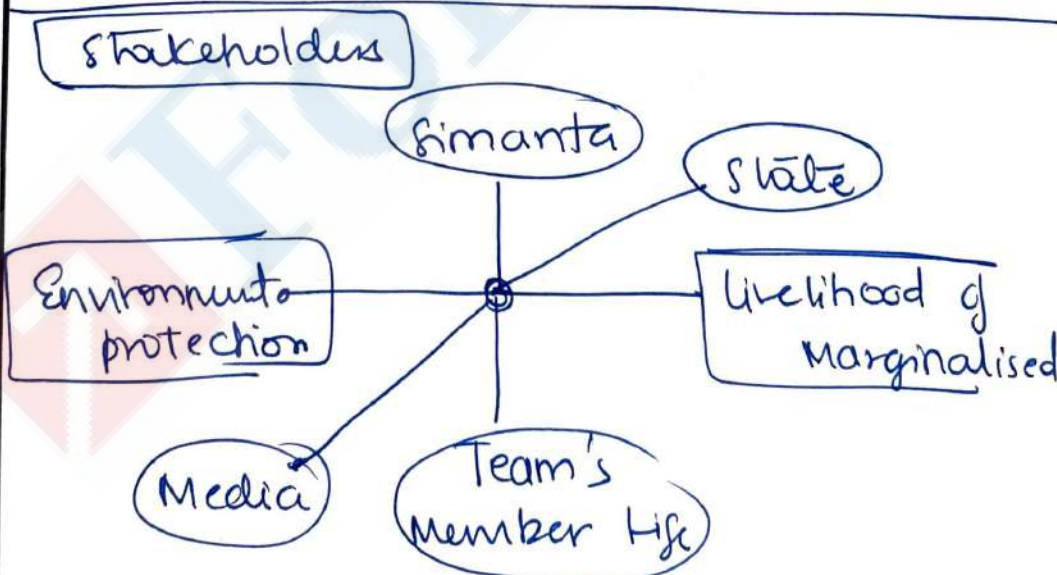 Stakeholders
Simanta
State
Environment
protection
Livelihood of
Marginalised
Media
Team's
Member Life